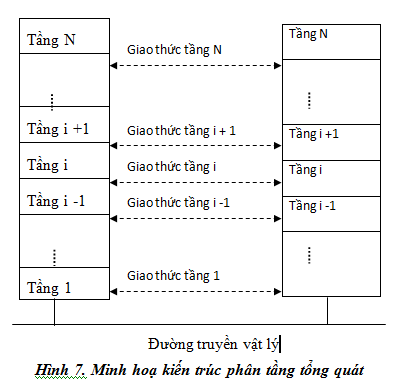 Tầng N
Giao thức tầng N
Tầng N
Tầng i +1
Giao thức tầng i + 1
Tầng i +1
Tầng i
Giao thức tầng i
Tầng i
Tầng i -1
Giao thức tầng i -1
Tầng i -1
Tầng 1
Giao thức tầng 1
Đường truyền vật lý
Hình 7. Minh hoạ kiến trúc phân tầng tổng quát